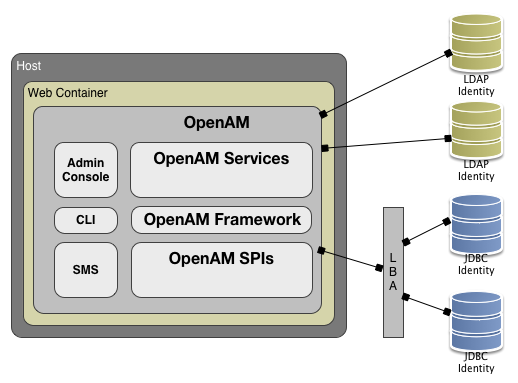 Host
Web Container
OpenAM
Admin
Console
OpenAM Services
CLI
OpenAM Framework
SMS
OpenAM SPIs
L
B
A
LDAP
Identity
LDAP
Identity
JDBC
Identity
JDBC
Identity